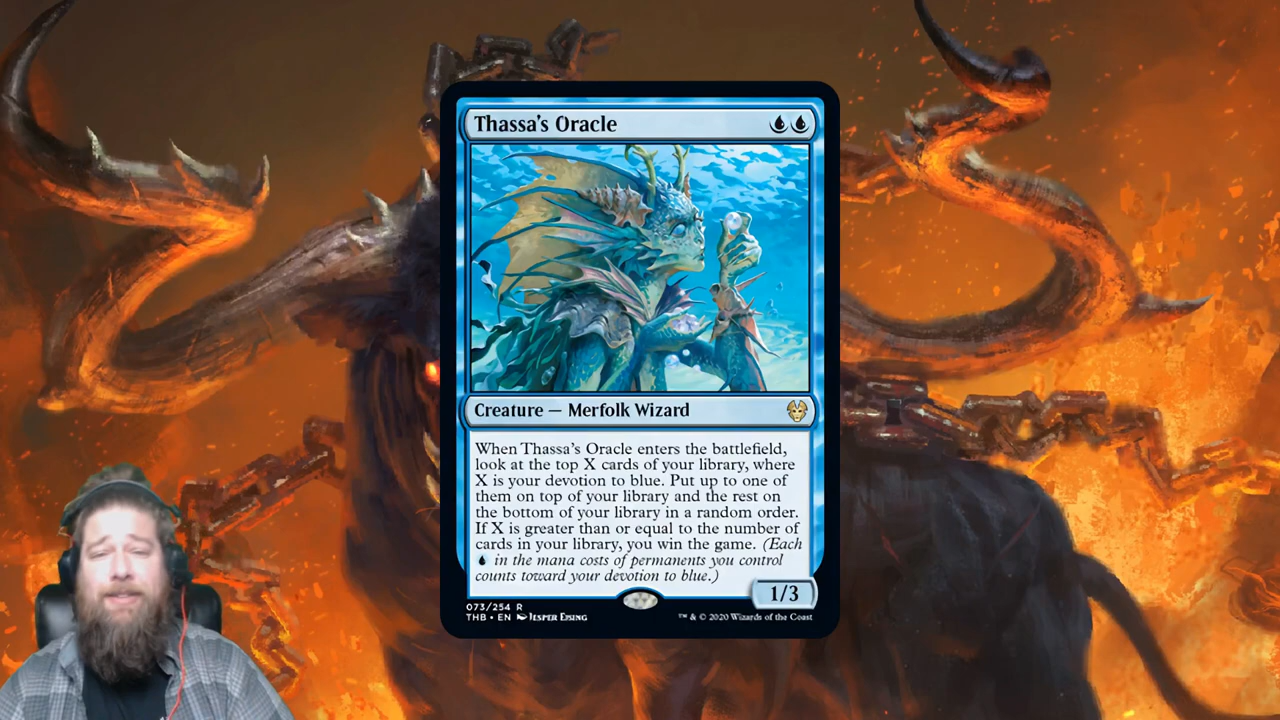 Thassa's Oracle
Creature — Merfolk Wizard
When Thassa's Oracle enters the battlefield,
look at the top X cards of your library, where
X is your devotion to blue. Put up to one of
them on top of your library and the rest on
the bottom of your library in a random order.
If X is greater than or equal to the number of
cards in your library, you win the game. (Each
in the mana costs of permanents you control
counts toward your devotion to blue.)
1/3
073/254 R
THB • EN Jesper Ejsing
™ & © 2020 Wizards of the Coast